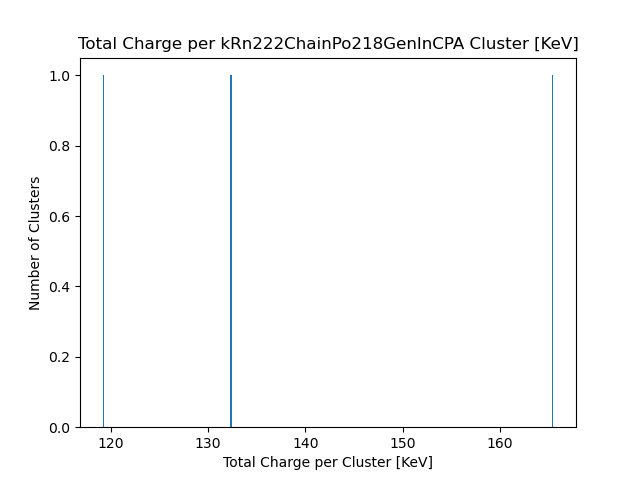 Total Charge per kRn222ChainPo218GenInCPA Cluster [KeV]
1.0
0.8
0.6
0.4
0.2
0.0
Number of Clusters
120 130 140 150 160
Total Charge per Cluster [KeV]